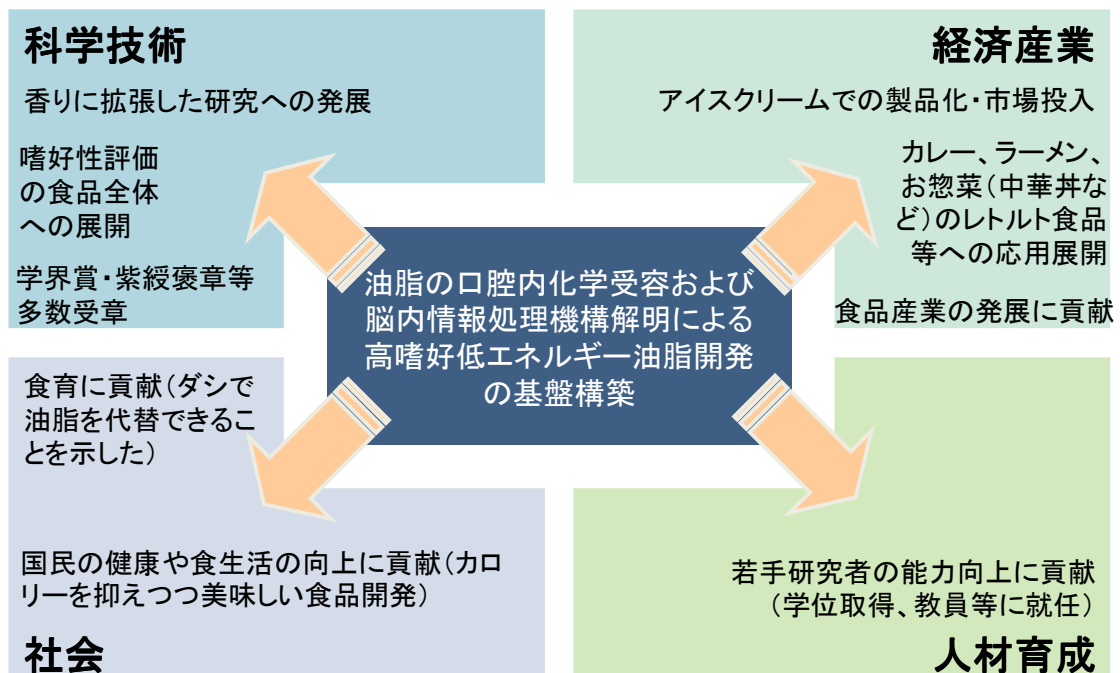 科学技術
香りに拡張した研究への発展
嗜好性評価
の食品全体
への展開
学界賞・紫綬褒章等
多数受章
経済産業
アイスクリームでの製品化・市場投入
カレー、ラーメン、
お惣菜(中華丼な
ど)のレトルト食品
等への応用展開
食品産業の発展に貢献
油脂の口腔内化学受容および
脳内情報処理機構解明による
高嗜好低エネルギー油脂開発
の基盤構築
食育に貢献(ダシで
油脂を代替できるこ
とを示した)
国民の健康や食生活の向上に貢献(カロ
リーを抑えつつ美味しい食品開発)
社会
若手研究者の能力向上に貢献
(学位取得、教員等に就任)
人材育成